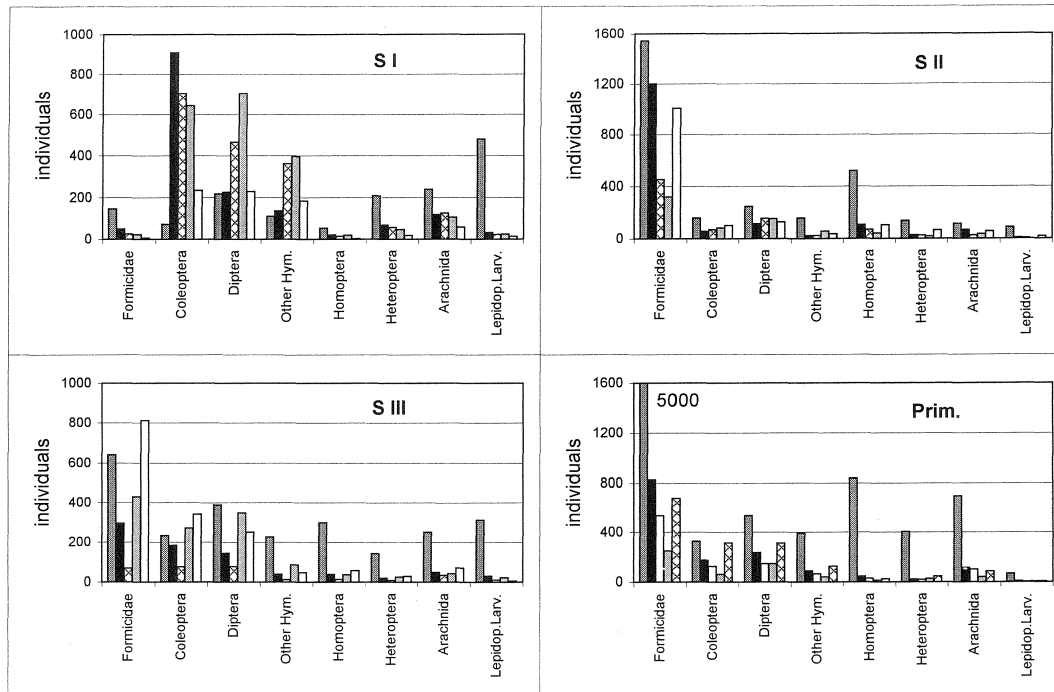 S I
individuals
1000
800
600
400
200
0
Formicidae
Coleoptera
Diptera
Other Hym.
Homoptera
Heteroptera
Arachnida
Lepidop.Larv.
S II
individuals
1600
1200
800
400
0
Formicidae
Coleoptera
Diptera
Other Hym.
Homoptera
Heteroptera
Arachnida
Lepidop.Larv.
S III
individuals
1000
800
600
400
200
0
Formicidae
Coleoptera
Diptera
Other Hym.
Homoptera
Heteroptera
Arachnida
Lepidop.Larv.
5000
Prim.
individuals
1600
1200
800
400
0
Formicidae
Coleoptera
Diptera
Other Hym.
Homoptera
Heteroptera
Arachnida
Lepidop.Larv.